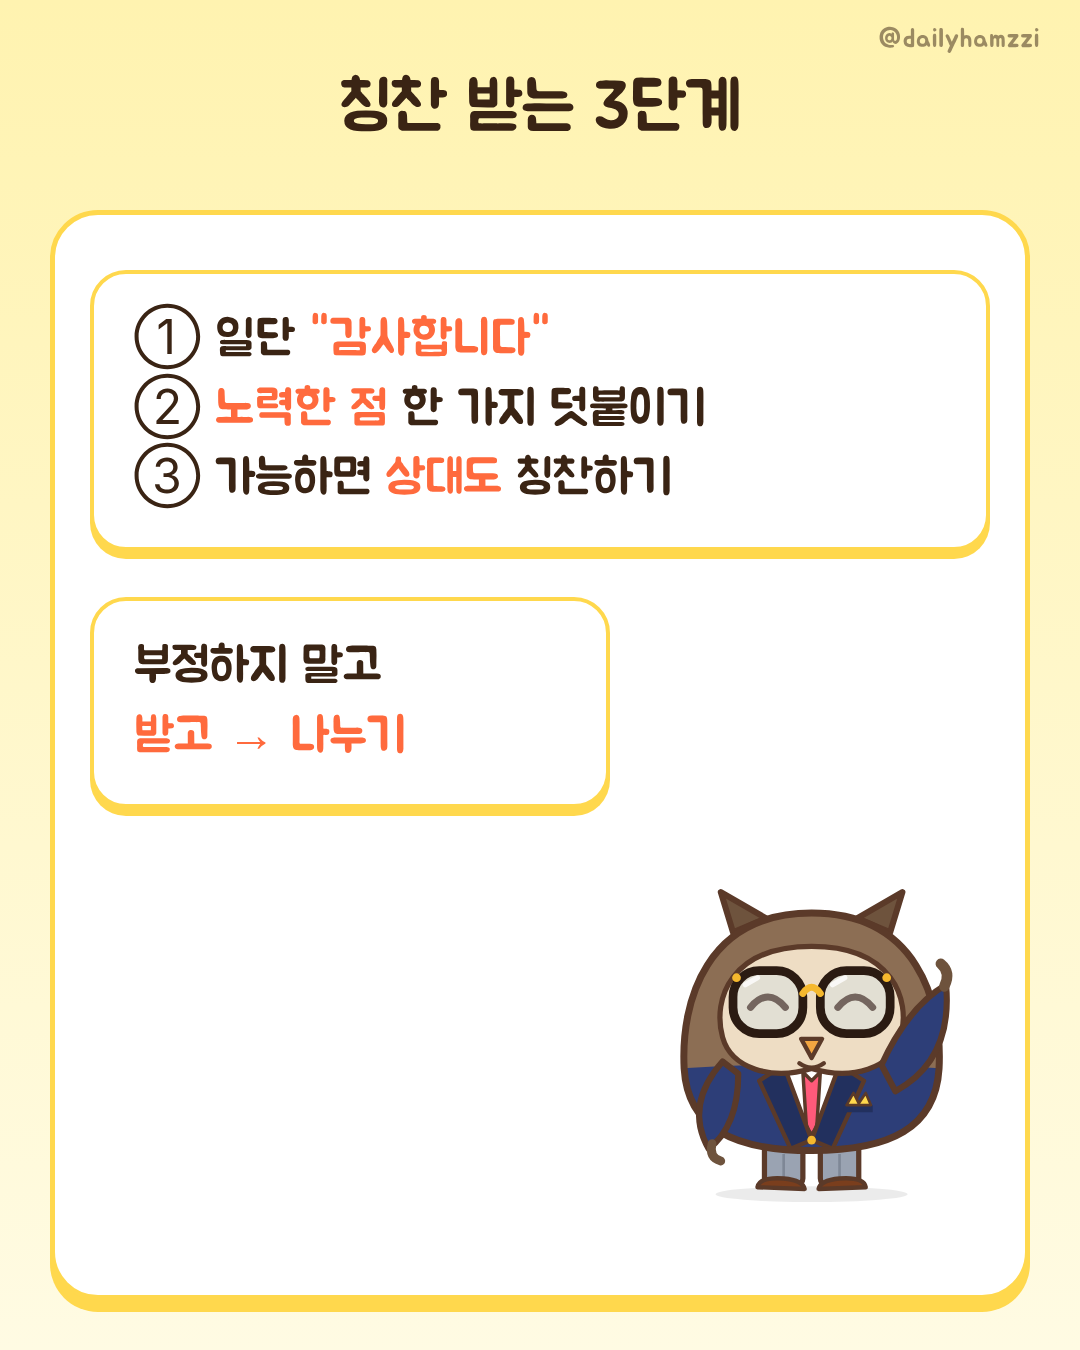 @dailyhamzzi
칭찬 받는 3단계
① 일단 "감사합니다"
② 노력한 점 한 가지 덧붙이기
③ 가능하면 상대도 칭찬하기
부정하지 말고
받고 → 나누기